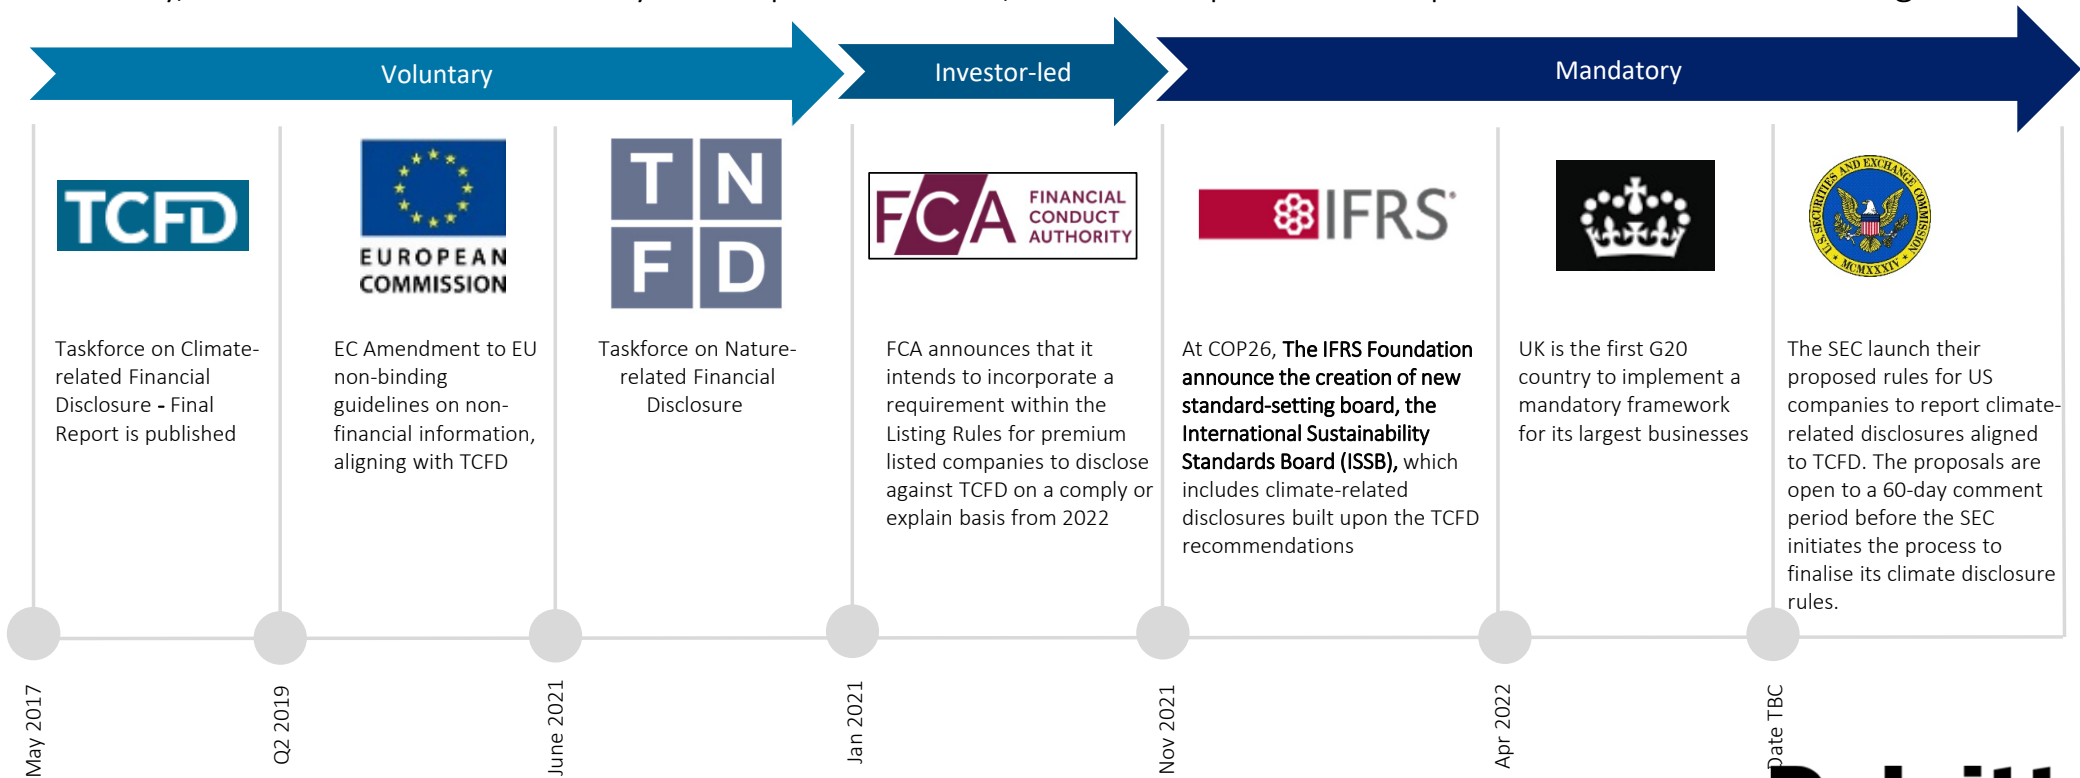 Voluntary
Investor-led
Mandatory
TCFD
EUROPEAN
COMMISSION
T N
F D
FCA FINANCIAL
CONDUCT
AUTHORITY
IFRS
U.S. SECURITIES AND EXCHANGE COMMISSION
MCMXXXIV
Taskforce on Climate-
related Financial
Disclosure - Final
Report is published
EC Amendment to EU
non-binding
guidelines on non-
financial information,
aligning with TCFD
Taskforce on Nature-
related Financial
Disclosure
FCA announces that it
intends to incorporate a
requirement within the
Listing Rules for premium
listed companies to disclose
against TCFD on a comply or
explain basis from 2022
At COP26, The IFRS Foundation
announce the creation of new
standard-setting board, the
International Sustainability
Standards Board (ISSB), which
includes climate-related
disclosures built upon the TCFD
recommendations
UK is the first G20
country to implement a
mandatory framework
for its largest businesses
The SEC launch their
proposed rules for US
companies to report climate-
related disclosures aligned
to TCFD. The proposals are
open to a 60-day comment
period before the SEC
initiates the process to
finalise its climate disclosure
rules.
May 2017
Q2 2019
June 2021
Jan 2021
Nov 2021
Apr 2022
Date TBC